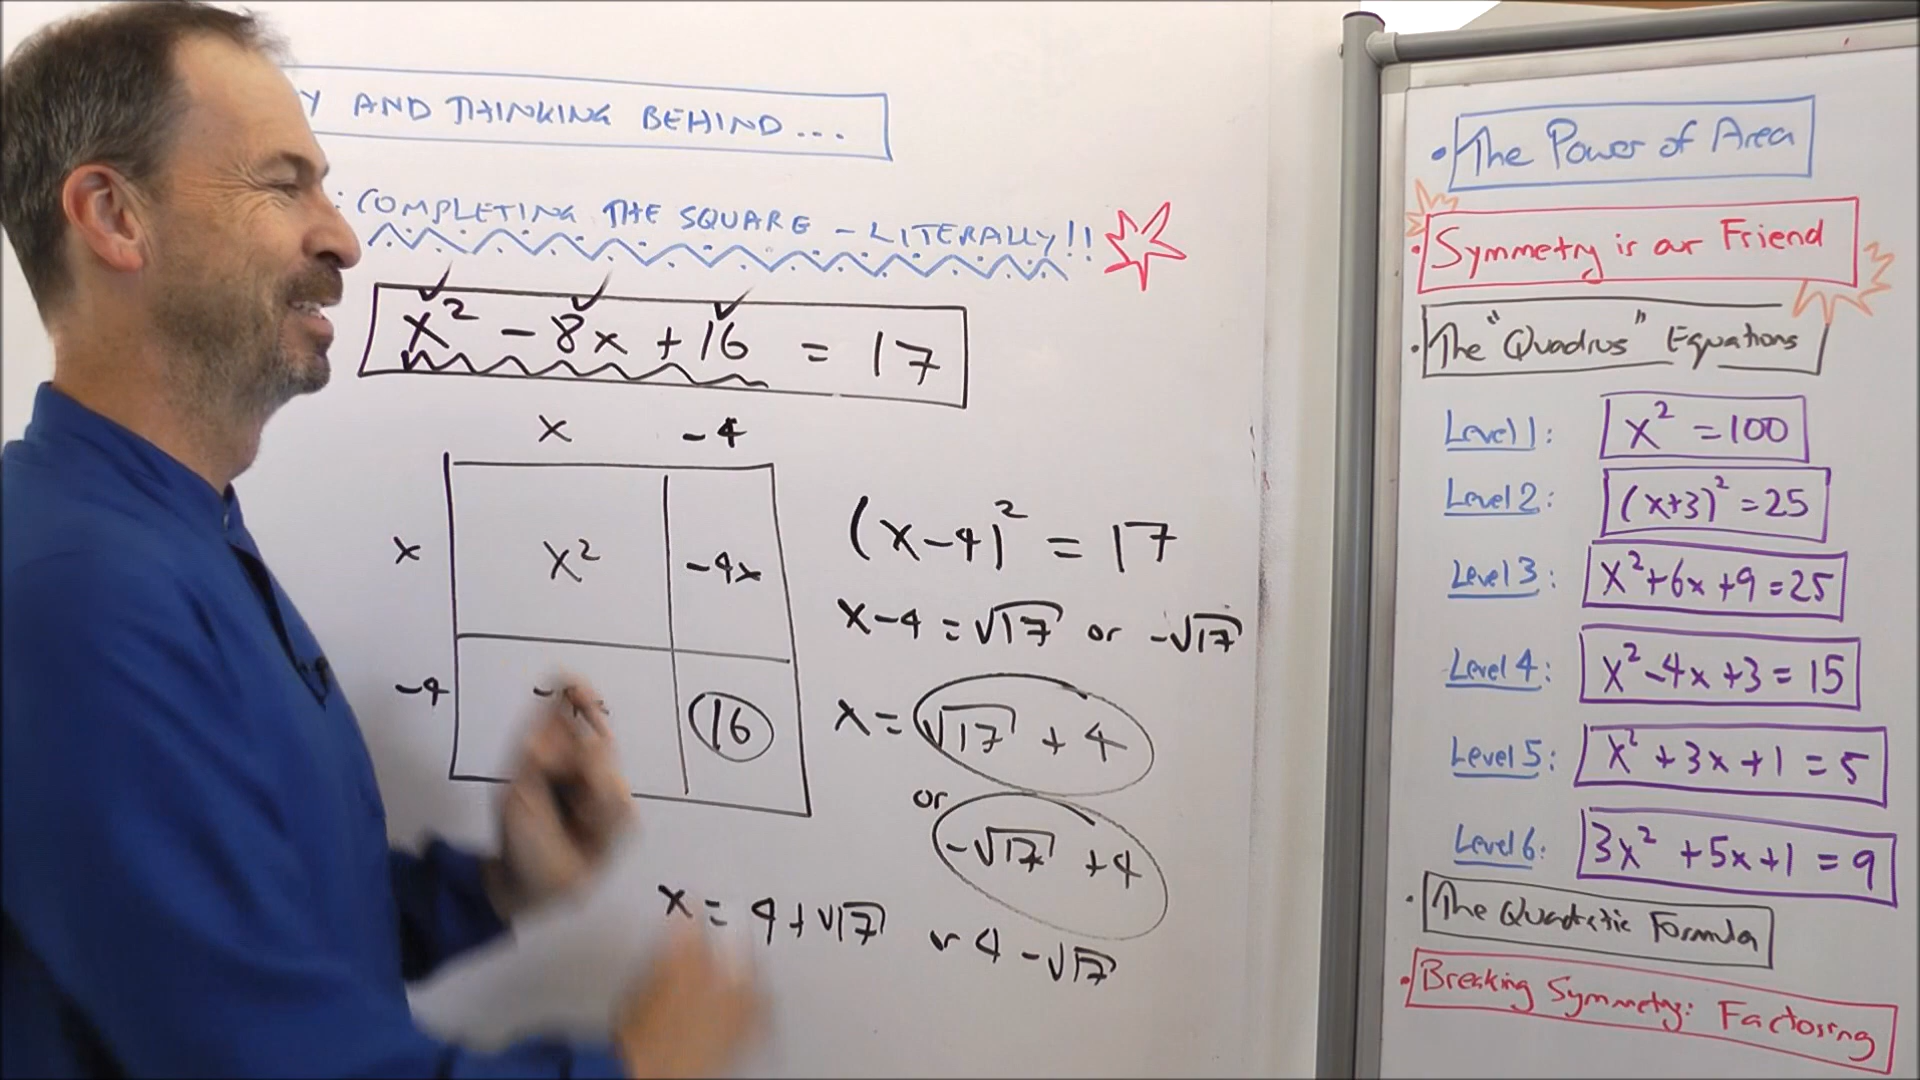 Y AND THINKING BEHIND...
: COMPLETING THE SQUARE - LITERALLY!!
x² - 8x + 16 = 17
x -4
x x² -4x
-4 16
(x-4)² = 17
x-4 = √17 or -√17
x = √17 + 4
or
-√17 + 4
x = 4+√17 or 4-√17
• The Power of Area
• Symmetry is our Friend
• The "Quadrus" Equations
Level 1: x² = 100
Level 2: (x+3)² = 25
Level 3: x²+6x+9 = 25
Level 4: x²-4x+3 = 15
Level 5: x²+3x+1 = 5
Level 6: 3x²+5x+1 = 9
• The Quadratic Formula
• Breaking Symmetry: Factoring